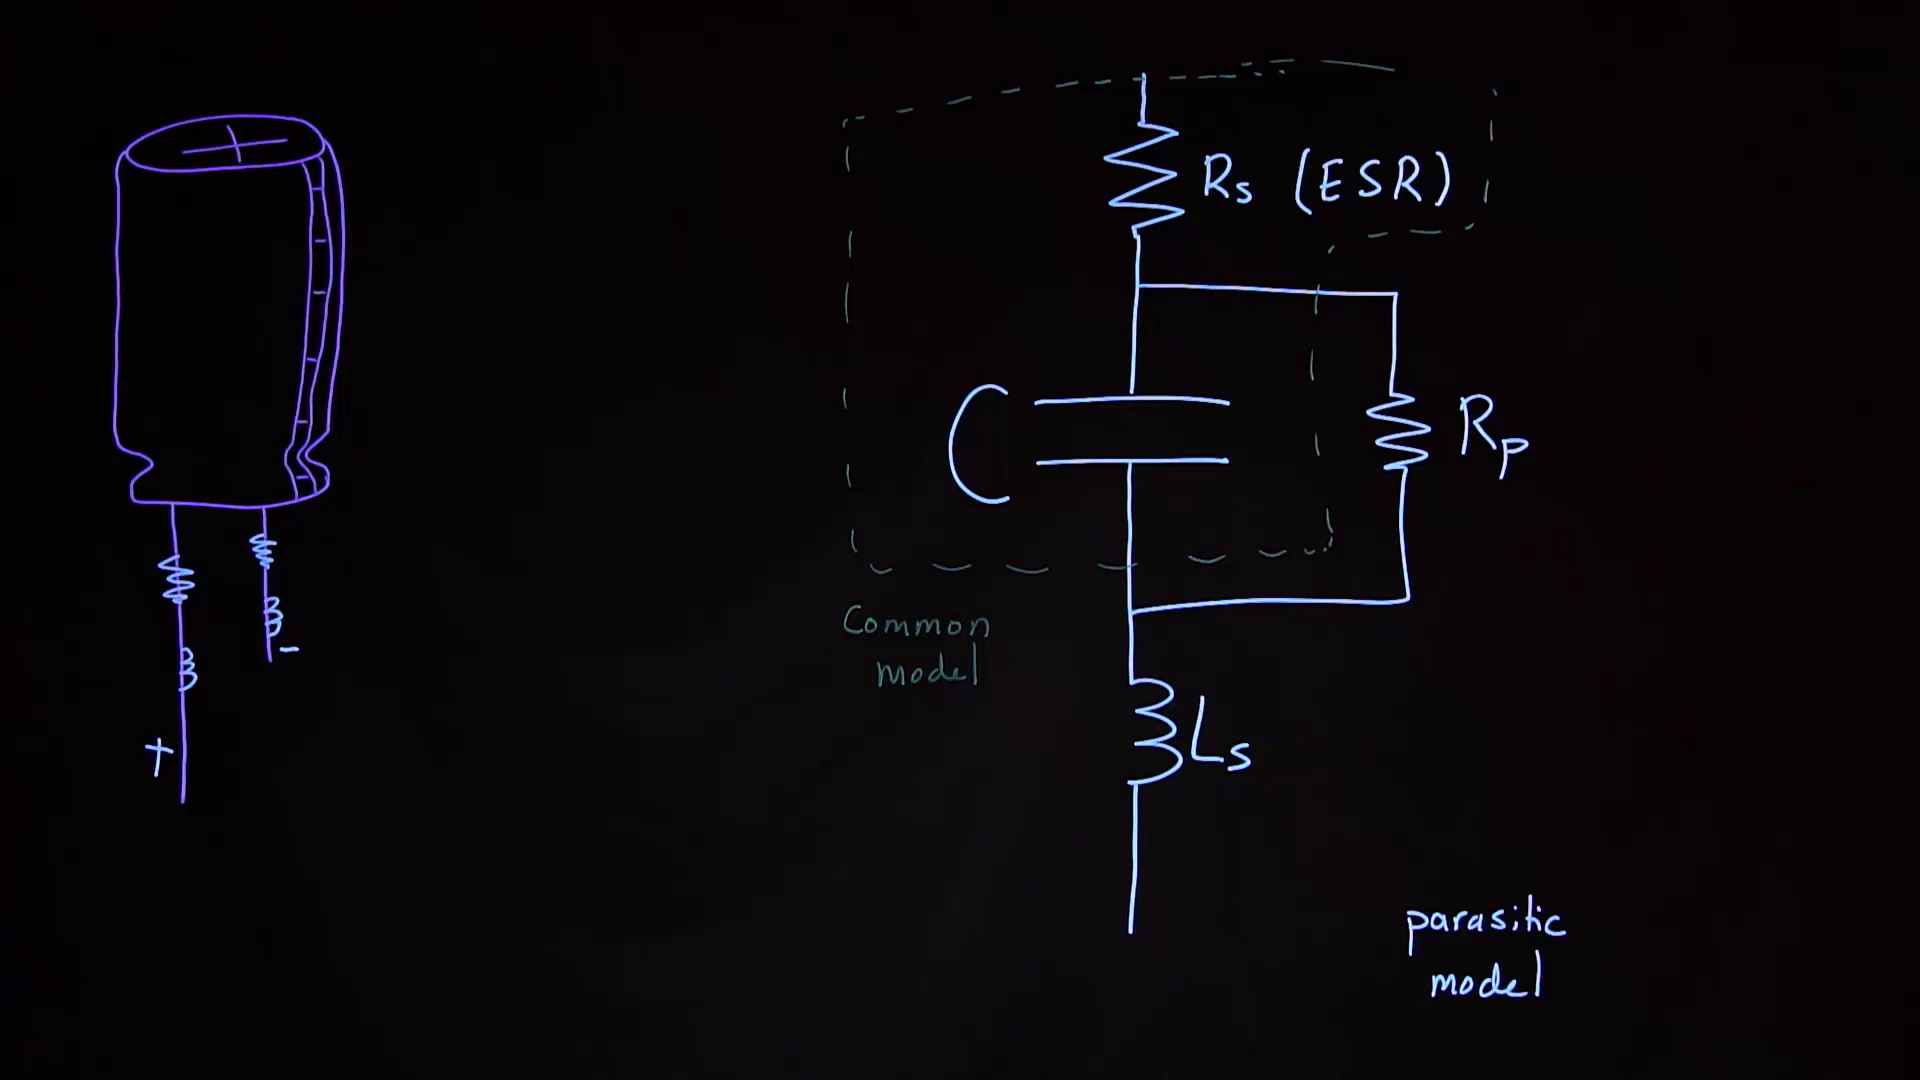 +
-
Rs (ESR)
C
Rp
Common
model
Ls
parasitic
model